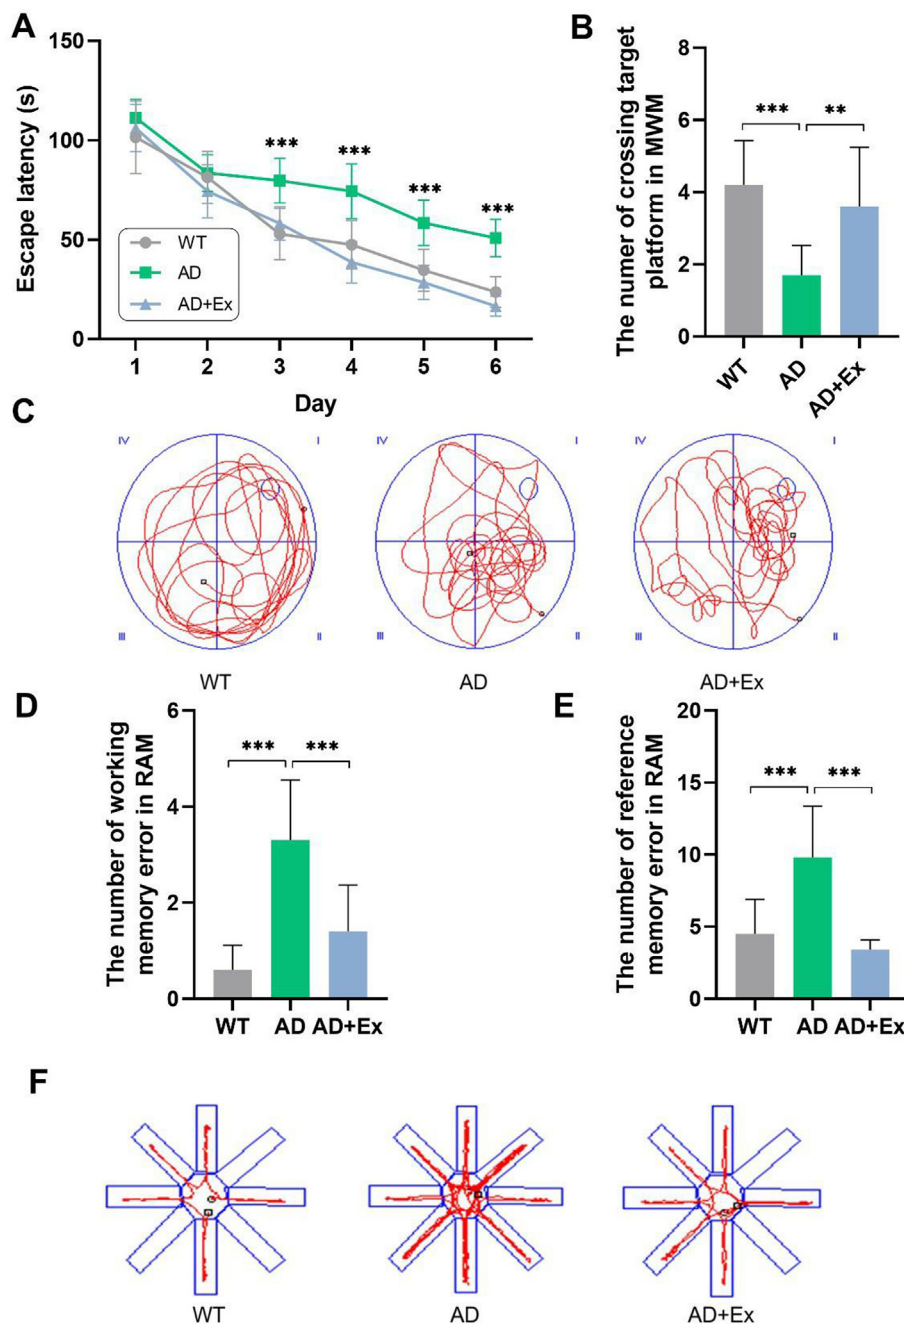 A
Escape latency (s)
150
100
50
0
*** *** *** ***
WT
AD
AD+Ex
1 2 3 4 5 6
Day
B
The numer of crossing target
platform in MWM
8
6
4
2
0
*** **
WT AD AD+Ex
C
IV I
III II
WT
IV I
III II
AD
IV I
III II
AD+Ex
D
The number of working
memory error in RAM
6
4
2
0
*** ***
WT AD AD+Ex
E
The number of reference
memory error in RAM
20
15
10
5
0
*** ***
WT AD AD+Ex
F
WT AD AD+Ex